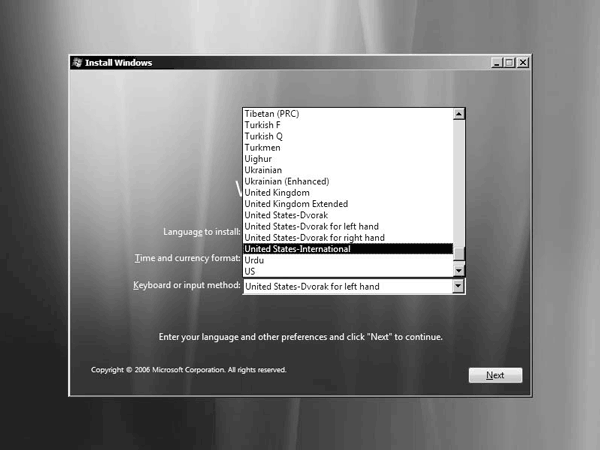 Install Windows
Tibetan (PRC)
Turkish F
Turkish Q
Turkmen
Uighur
Ukrainian
Ukrainian (Enhanced)
United Kingdom
United Kingdom Extended
United States-Dvorak
United States-Dvorak for left hand
United States-Dvorak for right hand
United States-International
Urdu
US
Language to install:
Time and currency format:
Keyboard or input method: United States-Dvorak for left hand
Enter your language and other preferences and click "Next" to continue.
Copyright © 2006 Microsoft Corporation. All rights reserved.
Next